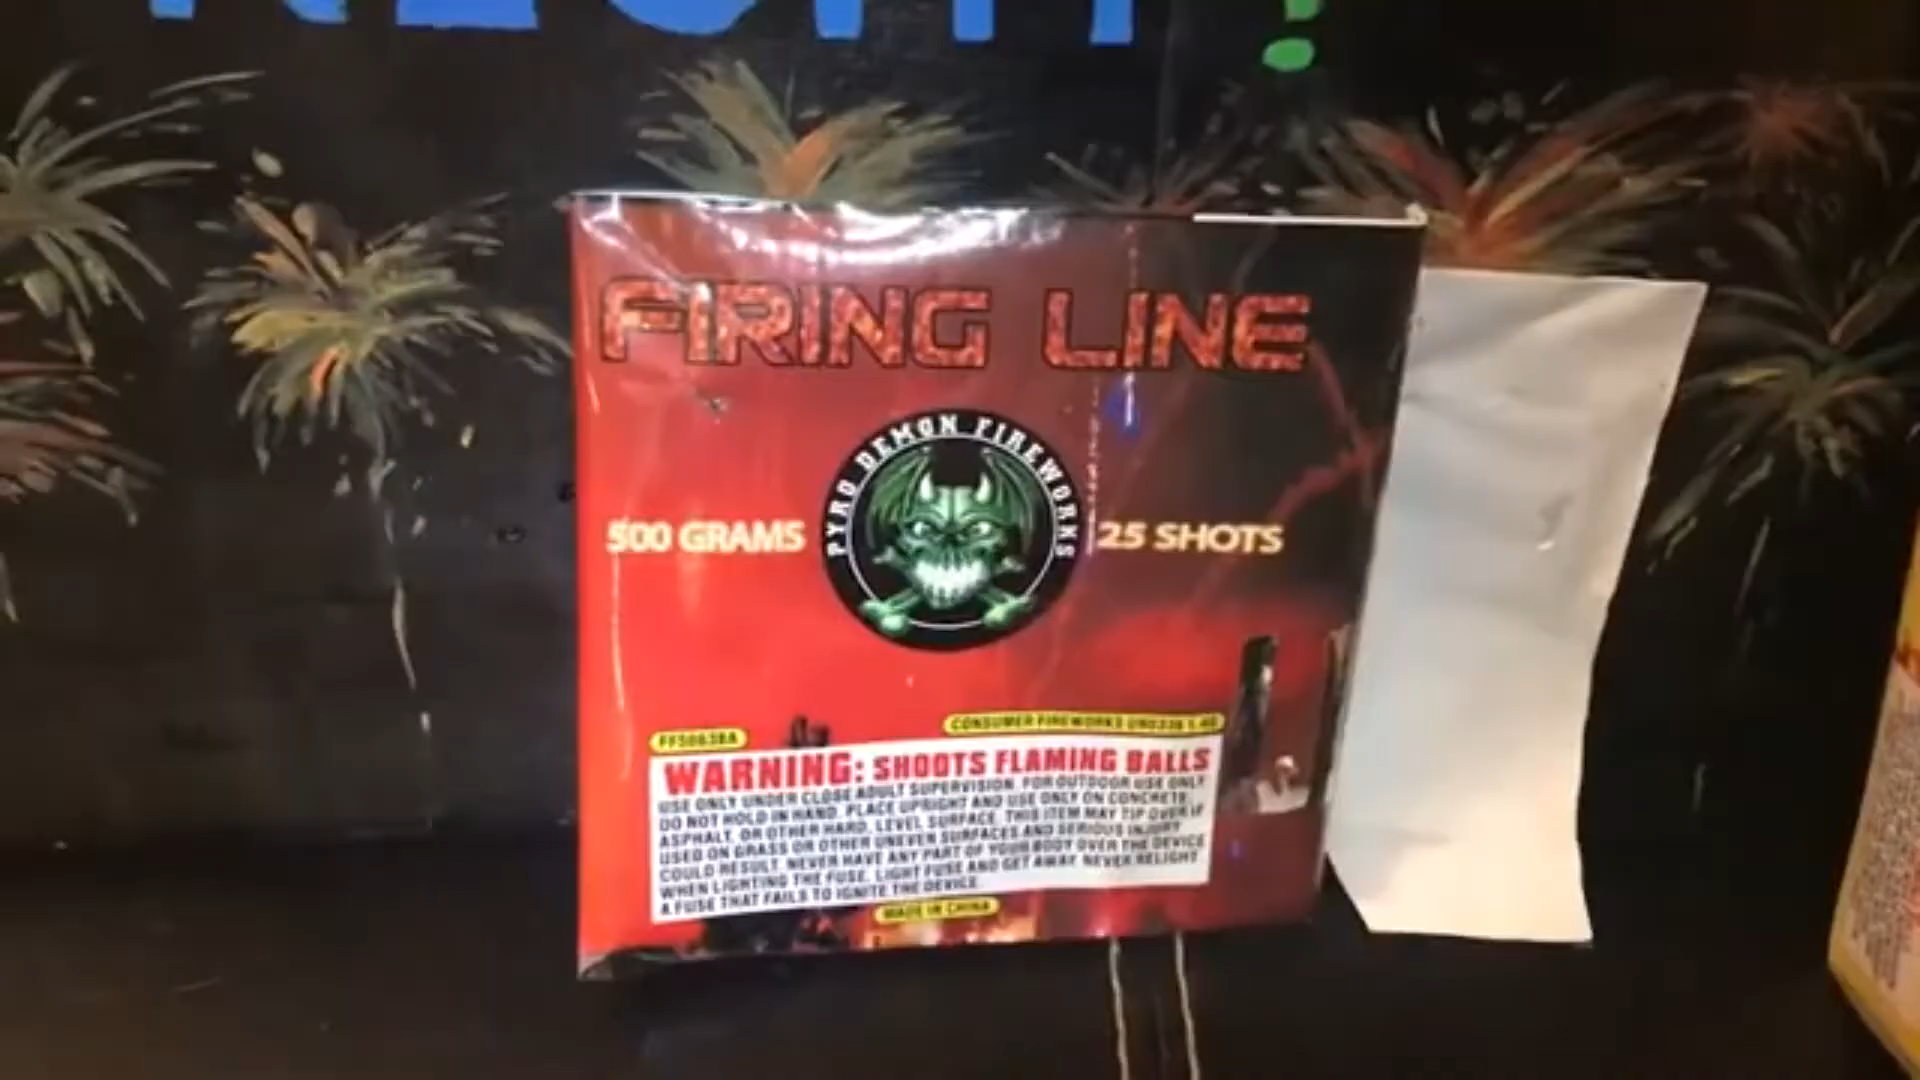 FIRING LINE
PYRO DEMON FIREWORKS
500 GRAMS
25 SHOTS
CONSUMER FIREWORKS UN0336 1.4G
WARNING: SHOOTS FLAMING BALLS
USE ONLY UNDER CLOSE ADULT SUPERVISION. FOR OUTDOOR USE ONLY
DO NOT HOLD IN HAND. PLACE UPRIGHT AND USE ONLY ON CONCRETE,
ASPHALT, OR OTHER HARD, LEVEL SURFACE. THIS ITEM MAY TIP OVER IF
USED ON GRASS OR OTHER UNEVEN SURFACES AND SERIOUS INJURY
COULD RESULT. NEVER HAVE ANY PART OF YOUR BODY OVER THE DEVICE
WHEN LIGHTING THE FUSE. LIGHT FUSE AND GET AWAY. NEVER RELIGHT
A FUSE THAT FAILS TO IGNITE THE DEVICE.
MADE IN CHINA